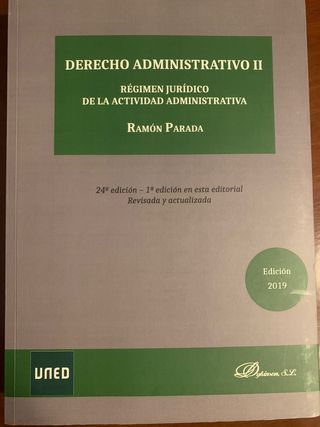 DERECHO ADMINISTRATIVO II
RÉGIMEN JURÍDICO
DE LA ACTIVIDAD ADMINISTRATIVA
RAMÓN PARADA
24ª edición – 1ª edición en esta editorial
Revisada y actualizada
Edición
2019
UNED
Dykinson, S.L.